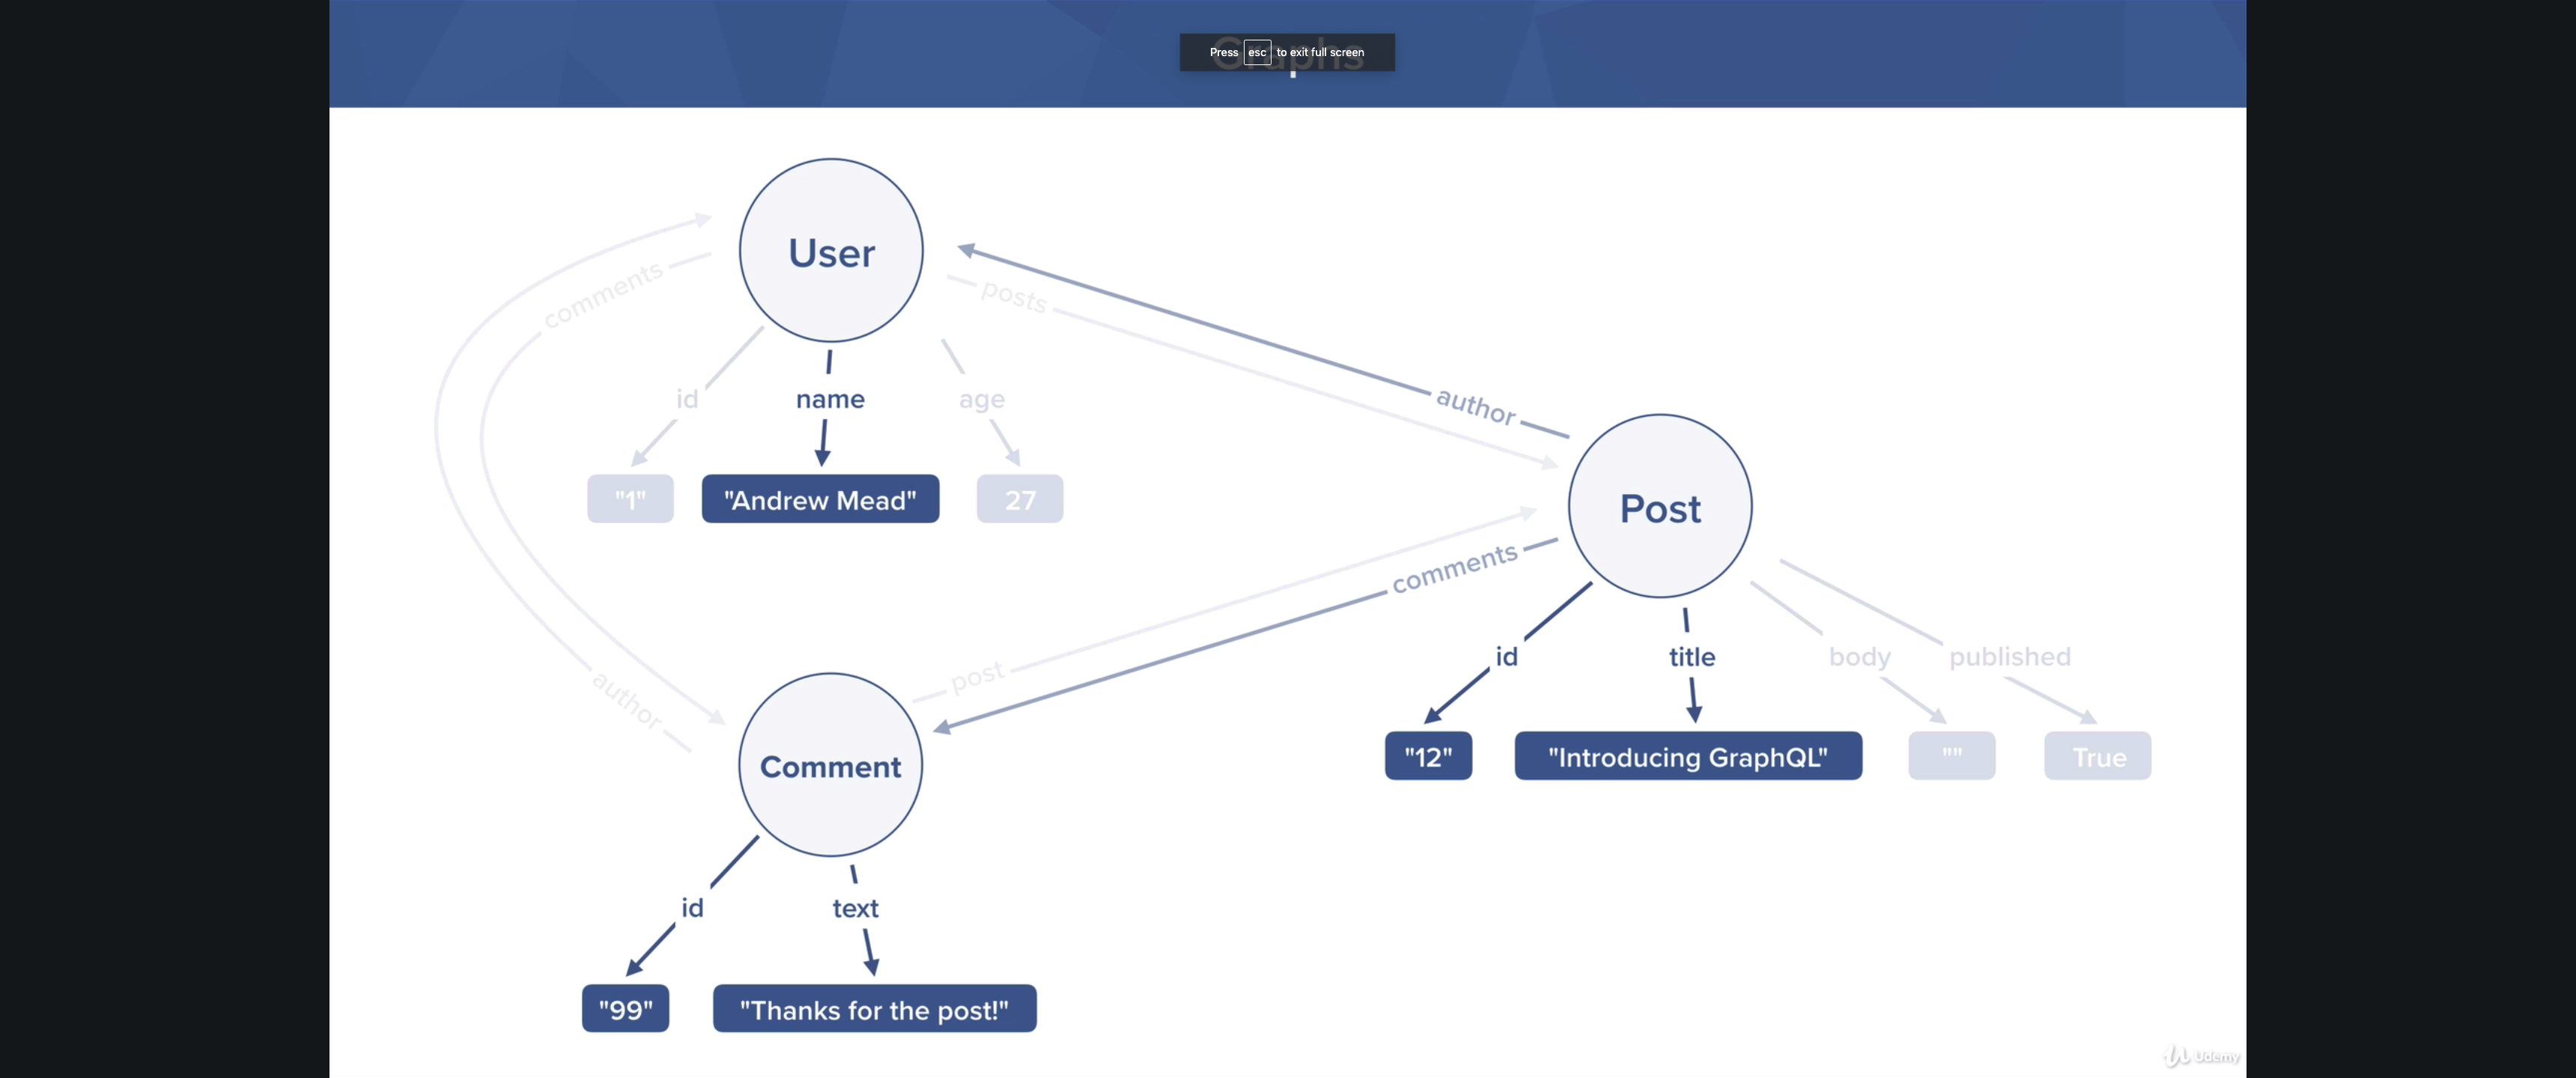 Graphs
Press esc to exit full screen
User
comments
posts
author
id
name
age
"1"
"Andrew Mead"
27
Post
comments
post
author
id
title
body
published
"12"
"Introducing GraphQL"
""
True
Comment
id
text
"99"
"Thanks for the post!"
Udemy